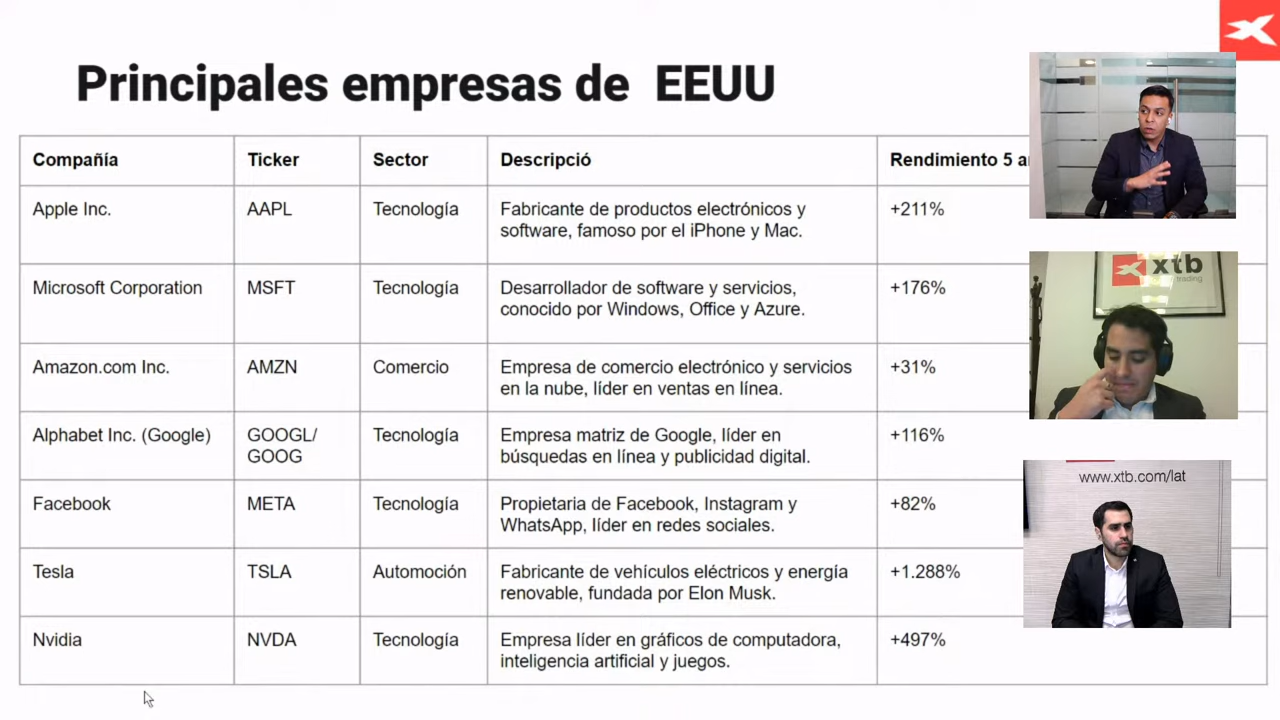 Principales empresas de EEUU
Compañía Ticker Sector Descripció Rendimiento 5
Apple Inc. AAPL Tecnología Fabricante de productos electrónicos y +211%
software, famoso por el iPhone y Mac.
Microsoft Corporation MSFT Tecnología Desarrollador de software y servicios, +176%
conocido por Windows, Office y Azure.
Amazon.com Inc. AMZN Comercio Empresa de comercio electrónico y servicios +31%
en la nube, líder en ventas en línea.
Alphabet Inc. (Google) GOOGL/ Tecnología Empresa matriz de Google, líder en +116%
GOOG búsquedas en línea y publicidad digital.
Facebook META Tecnología Propietaria de Facebook, Instagram y +82%
WhatsApp, líder en redes sociales.
Tesla TSLA Automoción Fabricante de vehículos eléctricos y energía +1.288%
renovable, fundada por Elon Musk.
Nvidia NVDA Tecnología Empresa líder en gráficos de computadora, +497%
inteligencia artificial y juegos.
xtb
trading
www.xtb.com/lat